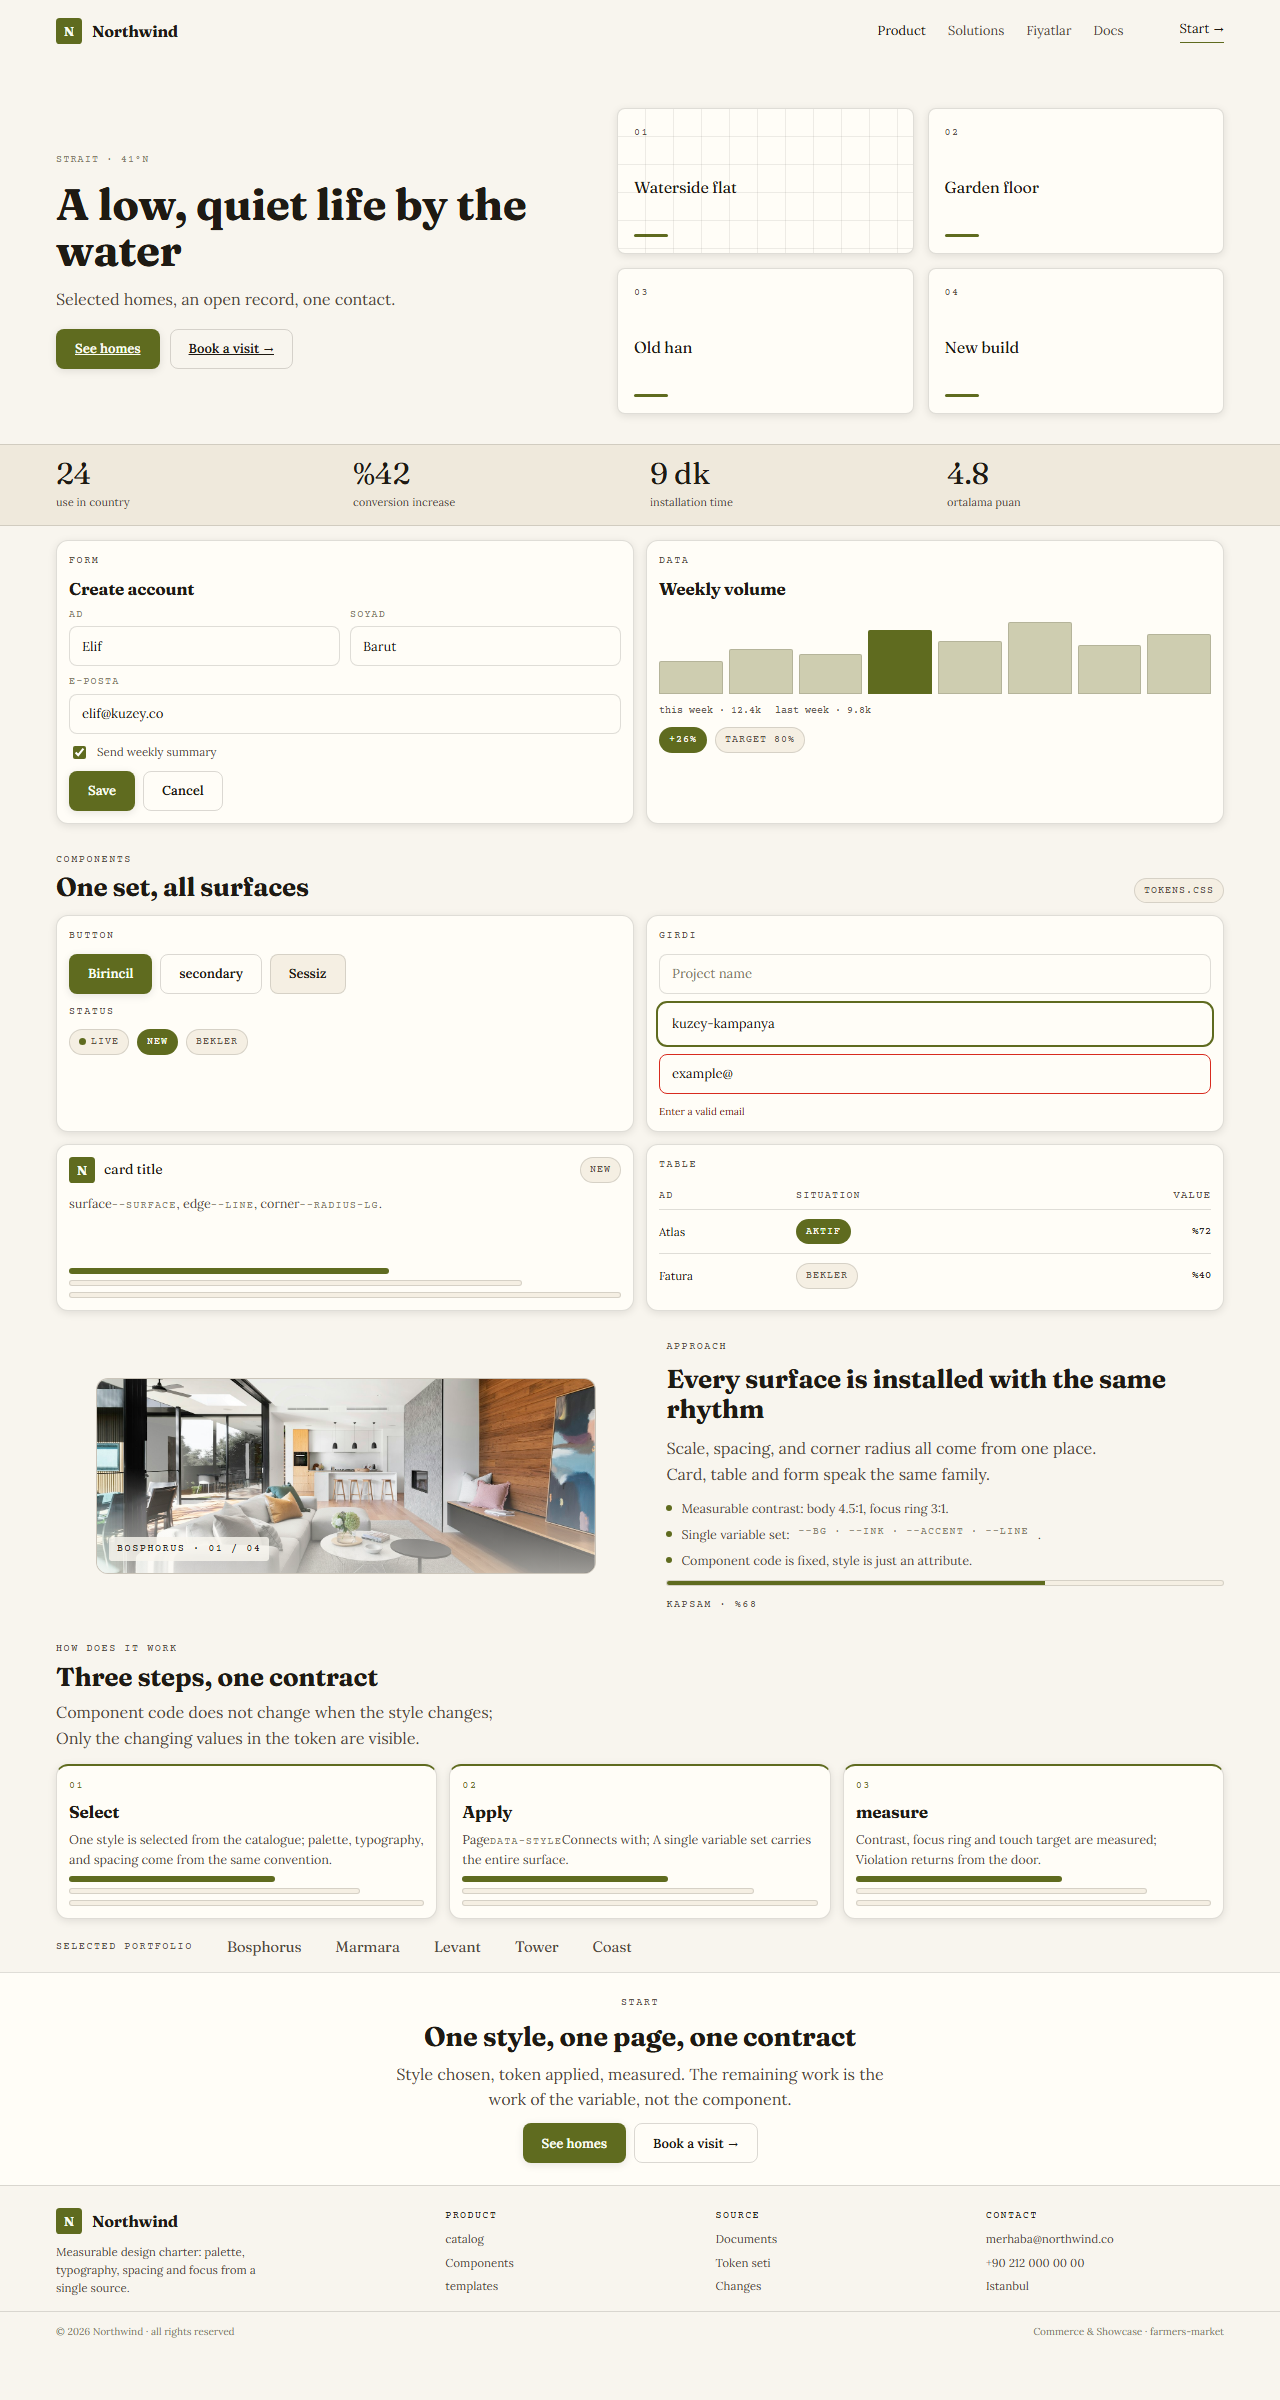 N Northwind
Product Solutions Fiyatlar Docs Start →
STRAIT · 41°N
A low, quiet life by the
water
Selected homes, an open record, one contact.
See homes Book a visit →
01
Waterside flat
02
Garden floor
03
Old han
04
New build
24
use in country
%42
conversion increase
9 dk
installation time
4.8
ortalama puan
FORM
Create account
AD SOYAD
Elif Barut
E-POSTA
elif@kuzey.co
Send weekly summary
Save Cancel
DATA
Weekly volume
this week · 12.4k last week · 9.8k
+26% TARGET 80%
COMPONENTS
One set, all surfaces
TOKENS.CSS
BUTTON
Birincil secondary Sessiz
STATUS
LIVE NEW BEKLER
GIRDI
Project name
kuzey-kampanya
example@
Enter a valid email
N card title NEW
surface--SURFACE, edge--LINE, corner--RADIUS-LG.
TABLE
AD SITUATION VALUE
Atlas AKTIF %72
Fatura BEKLER %40
BOSPHORUS · 01 / 04
APPROACH
Every surface is installed with the same
rhythm
Scale, spacing, and corner radius all come from one place.
Card, table and form speak the same family.
Measurable contrast: body 4.5:1, focus ring 3:1.
Single variable set: --BG · --INK · --ACCENT · --LINE .
Component code is fixed, style is just an attribute.
KAPSAM · %68
HOW DOES IT WORK
Three steps, one contract
Component code does not change when the style changes;
Only the changing values in the token are visible.
01
Select
One style is selected from the catalogue; palette, typography,
and spacing come from the same convention.
02
Apply
PageDATA-STYLEConnects with; A single variable set carries
the entire surface.
03
measure
Contrast, focus ring and touch target are measured;
Violation returns from the door.
SELECTED PORTFOLIO Bosphorus Marmara Levant Tower Coast
START
One style, one page, one contract
Style chosen, token applied, measured. The remaining work is the
work of the variable, not the component.
See homes Book a visit →
N Northwind
Measurable design charter: palette,
typography, spacing and focus from a
single source.
PRODUCT
catalog
Components
templates
SOURCE
Documents
Token seti
Changes
CONTACT
merhaba@northwind.co
+90 212 000 00 00
Istanbul
© 2026 Northwind · all rights reserved
Commerce & Showcase · farmers-market